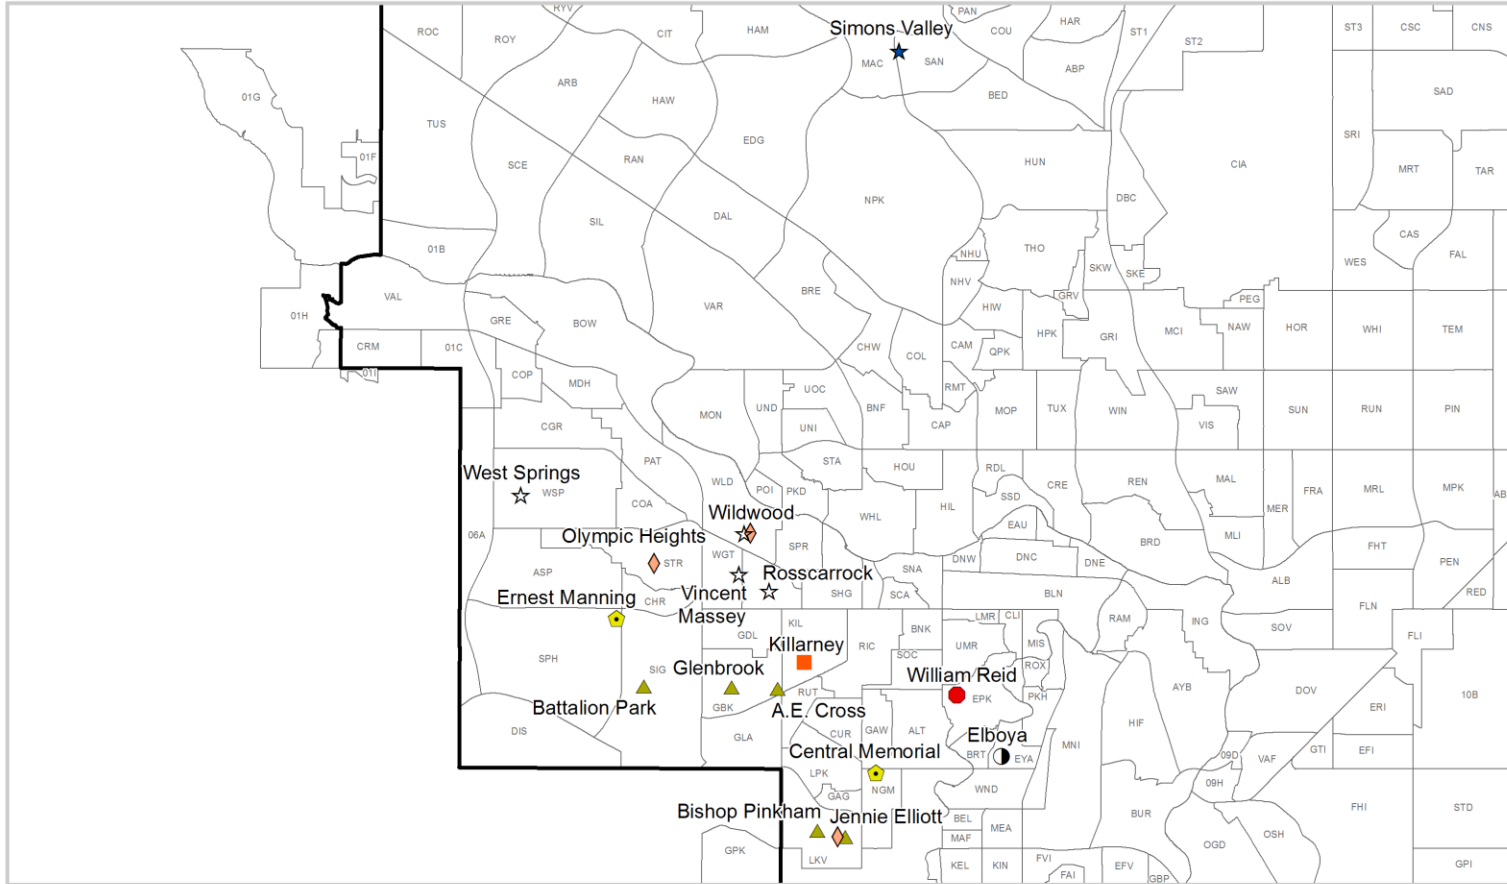 RYV
PAN
ROC
ROY
CIT
HAM
Simons Valley
COU
HAR
ST1
ST2
ST3
CSC
CNS
MAC
SAN
ABP
01G
ARB
HAW
BED
SAD
TUS
EDG
SRI
01F
SCE
RAN
HUN
CIA
MRT
TAR
NPK
DBC
SIL
DAL
01B
THO
CAS
NHU
SKW
SKE
WES
FAL
VAL
BRE
NHV
GRV
PEG
01H
GRE
BOW
VAR
HIW
HPK
GRI
MCI
NAW
HOR
WHI
TEM
CRM
01C
CHW
COL
CAM
QPK
01I
COP
MDH
UOC
RMT
SAW
MON
UND
BNF
MOP
TUX
WIN
SUN
RUN
PIN
CGR
UNI
CAP
VIS
PAT
STA
HOU
RDL
West Springs
WSP
WLD
POI
PKD
SSD
CRE
REN
MAL
FRA
MRL
MPK
AB
COA
Wildwood
WHL
HIL
MER
EAU
06A
Olympic Heights
SPR
BRD
MLI
FHT
WGT
DNW
DNC
DNE
PEN
STR
ASP
Rosscarrock
SNA
ALB
Ernest Manning
CHR
Vincent
Massey
SHG
SCA
BLN
FLN
RED
KIL
LMR
CLI
RAM
ING
SOV
GDL
BNK
FLI
Killarney
RIC
SOC
UMR
MIS
SPH
SIG
Glenbrook
ROX
William Reid
RUT
EPK
PKH
AYB
DOV
10B
Battalion Park
GBK
A.E. Cross
ERI
DIS
GLA
CUR
GAW
ALT
Elboya
HIF
Central Memorial
BRT
EYA
MNI
09D
VAF
GTI
EFI
LPK
NGM
WND
09H
GAG
Bishop Pinkham
Jennie Elliott
BEL
MEA
BUR
FHI
STD
MAF
OGD
OSH
GPK
LKV
KEL
KIN
FVI
FAI
EFV
GBP
GPI